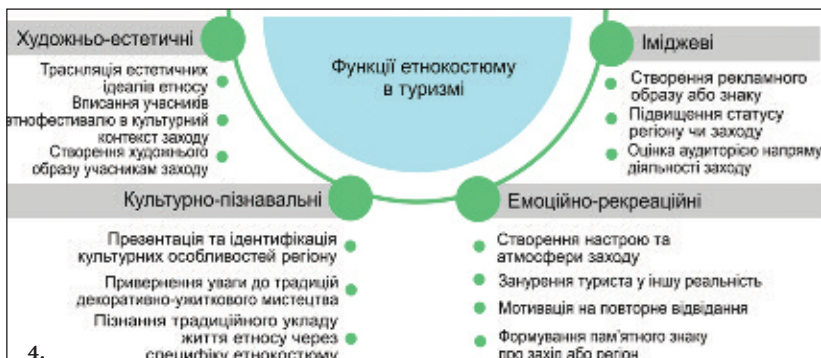 Художньо-естетичні
Траснляція естетичних
ідеалів етносу
Вписання учасників
етнофестивалю в культурний
контекст заходу
Створення художнього
образу учасникам заходу
Функції етнокостюму
в туризмі
Іміджеві
Створення рекламного
образу або знаку
Підвищення статусу
регіону чи заходу
Оцінка аудиторією напряму
діяльності заходу
Культурно-пізнавальні
Презентація та ідентифікація
культурних особливостей регіону
Привернення уваги до традицій
декоративно-ужиткового мистецтва
Пізнання традиційного укладу
життя етносу через
специфіку етнокостюму
Емоційно-рекреаційні
Створення настрою та
атмосфери заходу
Занурення туриста у іншу реальність
Мотивація на повторне відвідання
Формування пам'ятного знаку
про захід або регіон
4.